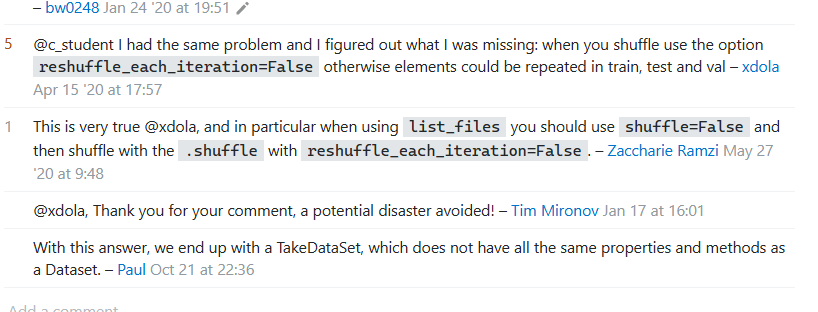 – bw0248 Jan 24 '20 at 19:51
5 @c_student I had the same problem and I figured out what I was missing: when you shuffle use the option
reshuffle_each_iteration=False otherwise elements could be repeated in train, test and val – xdola
Apr 15 '20 at 17:57
1 This is very true @xdola, and in particular when using list_files you should use shuffle=False and
then shuffle with the .shuffle with reshuffle_each_iteration=False. – Zaccharie Ramzi May 27
'20 at 9:48
@xdola, Thank you for your comment, a potential disaster avoided! – Tim Mironov Jan 17 at 16:01
With this answer, we end up with a TakeDataSet, which does not have all the same properties and methods as
a Dataset. – Paul Oct 21 at 22:36
Add a comment